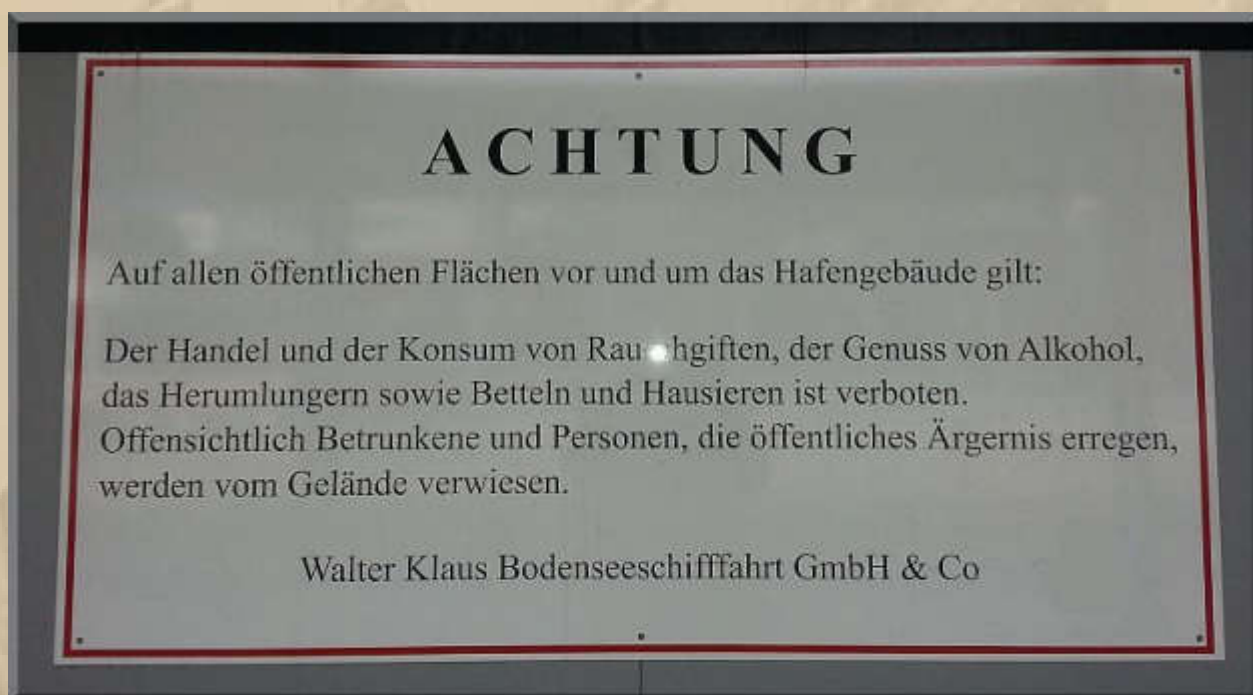 ACHTUNG
Auf allen öffentlichen Flächen vor und um das Hafengebäude gilt:
Der Handel und der Konsum von Rauschgiften, der Genuss von Alkohol,
das Herumlungern sowie Betteln und Hausieren ist verboten.
Offensichtlich Betrunkene und Personen, die öffentliches Ärgernis erregen,
werden vom Gelände verwiesen.
Walter Klaus Bodenseeschifffahrt GmbH & Co